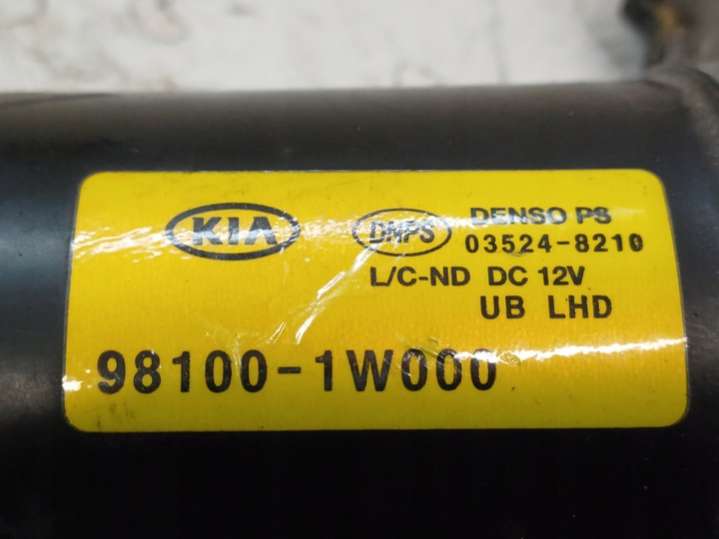 KIA DNPS DENSO PS
03524-8210
L/C-ND DC 12V
UB LHD
98100-1W000